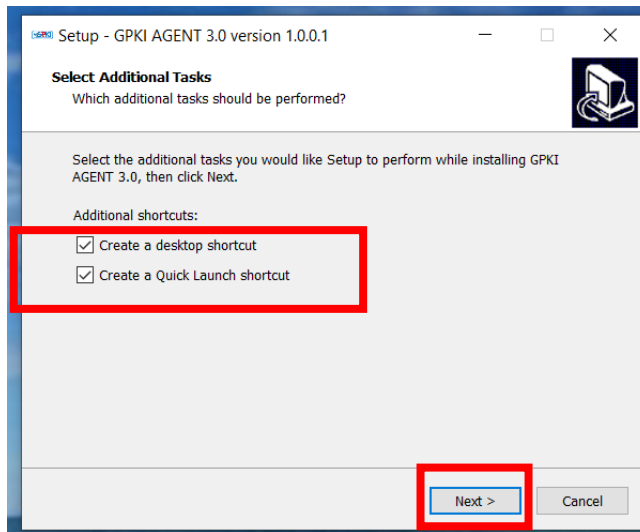 Setup - GPKI AGENT 3.0 version 1.0.0.1
Select Additional Tasks
Which additional tasks should be performed?
Select the additional tasks you would like Setup to perform while installing GPKI
AGENT 3.0, then click Next.
Additional shortcuts:
Create a desktop shortcut
Create a Quick Launch shortcut
Next >
Cancel